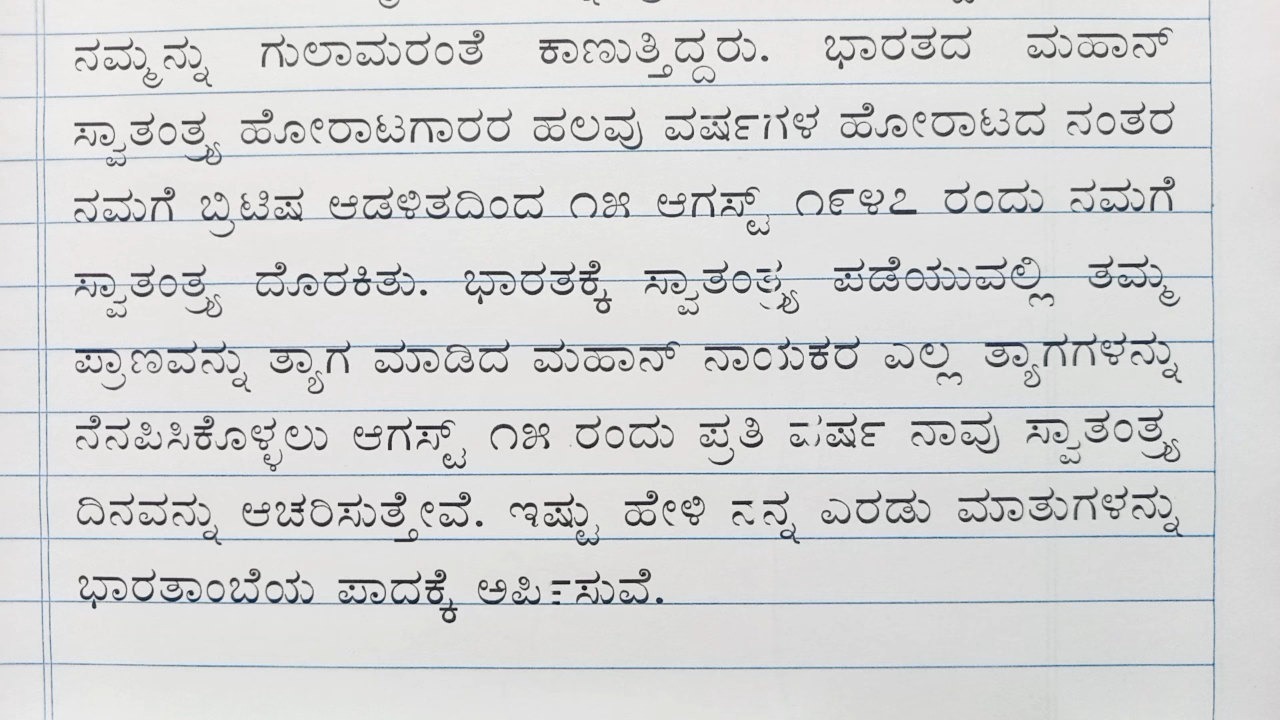 ನಮ್ಮನ್ನು ಗುಲಾಮರಂತೆ ಕಾಣುತ್ತಿದ್ದರು. ಭಾರತದ ಮಹಾನ್
ಸ್ವಾತಂತ್ರ್ಯ ಹೋರಾಟಗಾರರ ಹಲವು ವರ್ಷಗಳ ಹೋರಾಟದ ನಂತರ
ನಮಗೆ ಬ್ರಿಟಿಷ ಆಡಳಿತದಿಂದ ೧೫ ಆಗಸ್ಟ್ ೧೯೪೭ ರಂದು ನಮಗೆ
ಸ್ವಾತಂತ್ರ್ಯ ದೊರಕಿತು. ಭಾರತಕ್ಕೆ ಸ್ವಾತಂತ್ರ್ಯ ಪಡೆಯುವಲ್ಲಿ ತಮ್ಮ
ಪ್ರಾಣವನ್ನು ತ್ಯಾಗ ಮಾಡಿದ ಮಹಾನ್ ನಾಯಕರ ಎಲ್ಲ ತ್ಯಾಗಗಳನ್ನು
ನೆನಪಿಸಿಕೊಳ್ಳಲು ಆಗಸ್ಟ್ ೧೫ ರಂದು ಪ್ರತಿ ವರ್ಷ ನಾವು ಸ್ವಾತಂತ್ರ್ಯ
ದಿನವನ್ನು ಆಚರಿಸುತ್ತೇವೆ. ಇಷ್ಟು ಹೇಳಿ ನನ್ನ ಎರಡು ಮಾತುಗಳನ್ನು
ಭಾರತಾಂಬೆಯ ಪಾದಕ್ಕೆ ಅರ್ಪಿಸುವೆ.